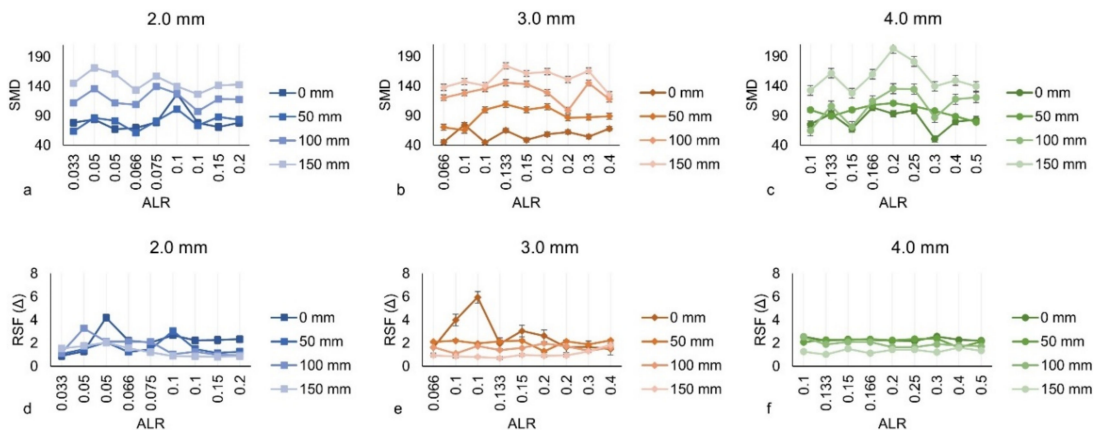 2.0 mm
3.0 mm
4.0 mm
SMD
190
140
90
40
0.033
0.05
0.05
0.066
0.075
0.1
0.1
0.15
0.2
ALR
0 mm
50 mm
100 mm
150 mm
a
SMD
190
140
90
40
0.066
0.1
0.1
0.133
0.15
0.2
0.2
0.3
0.4
ALR
0 mm
50 mm
100 mm
150 mm
b
SMD
190
140
90
40
0.1
0.133
0.15
0.166
0.2
0.25
0.3
0.4
0.5
ALR
0 mm
50 mm
100 mm
150 mm
c
2.0 mm
3.0 mm
4.0 mm
RSF (Δ)
8
6
4
2
0
0.033
0.05
0.05
0.066
0.075
0.1
0.1
0.15
0.2
ALR
0 mm
50 mm
100 mm
150 mm
d
RSF (Δ)
8
6
4
2
0
0.066
0.1
0.1
0.133
0.15
0.2
0.2
0.3
0.4
ALR
0 mm
50 mm
100 mm
150 mm
e
RSF (Δ)
8
6
4
2
0
0.1
0.133
0.15
0.166
0.2
0.25
0.3
0.4
0.5
ALR
0 mm
50 mm
100 mm
150 mm
f